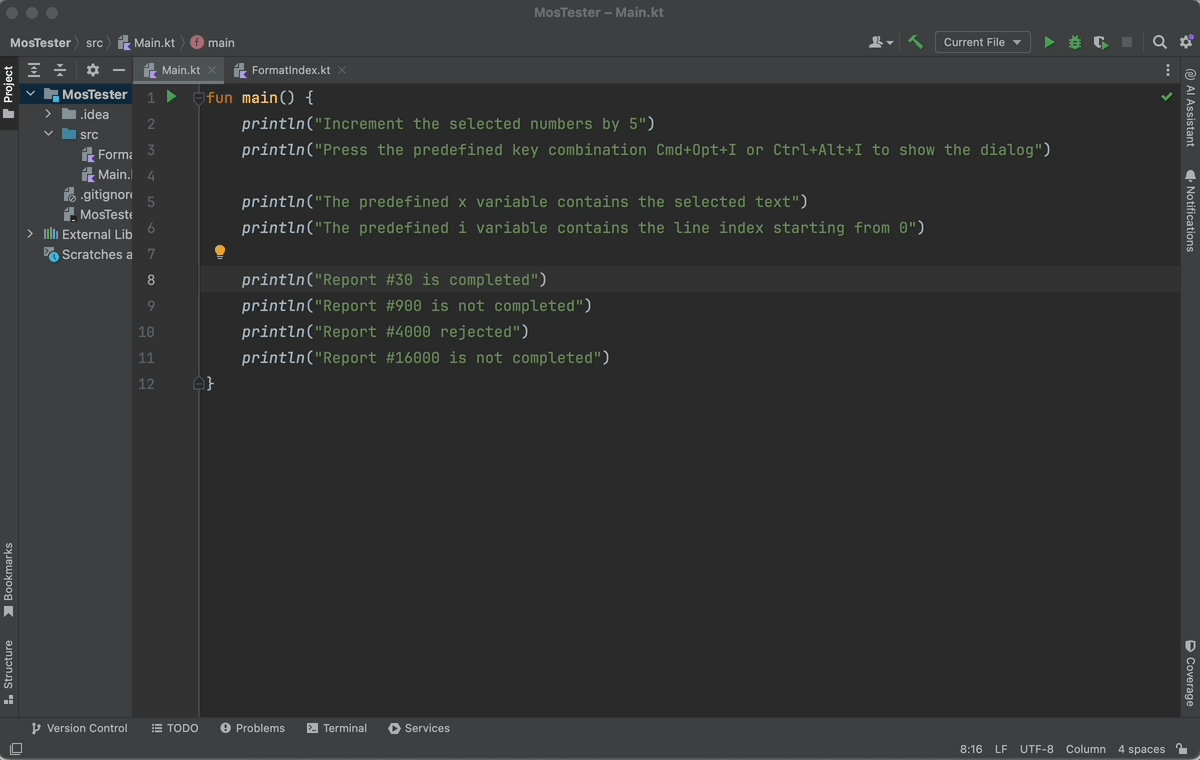 MosTester – Main.kt
MosTester src Main.kt f main Current File
Project
Main.kt FormatIndex.kt
MosTester
.idea
src
Forma
Main.
.gitignore
MosTeste
External Lib
Scratches a
1 fun main() {
2 println("Increment the selected numbers by 5")
3 println("Press the predefined key combination Cmd+Opt+I or Ctrl+Alt+I to show the dialog")
4
5 println("The predefined x variable contains the selected text")
6 println("The predefined i variable contains the line index starting from 0")
7
8 println("Report #30 is completed")
9 println("Report #900 is not completed")
10 println("Report #4000 rejected")
11 println("Report #16000 is not completed")
12 }
AI Assistant
Notifications
Coverage
Bookmarks
Structure
Version Control TODO Problems Terminal Services
8:16 LF UTF-8 Column 4 spaces